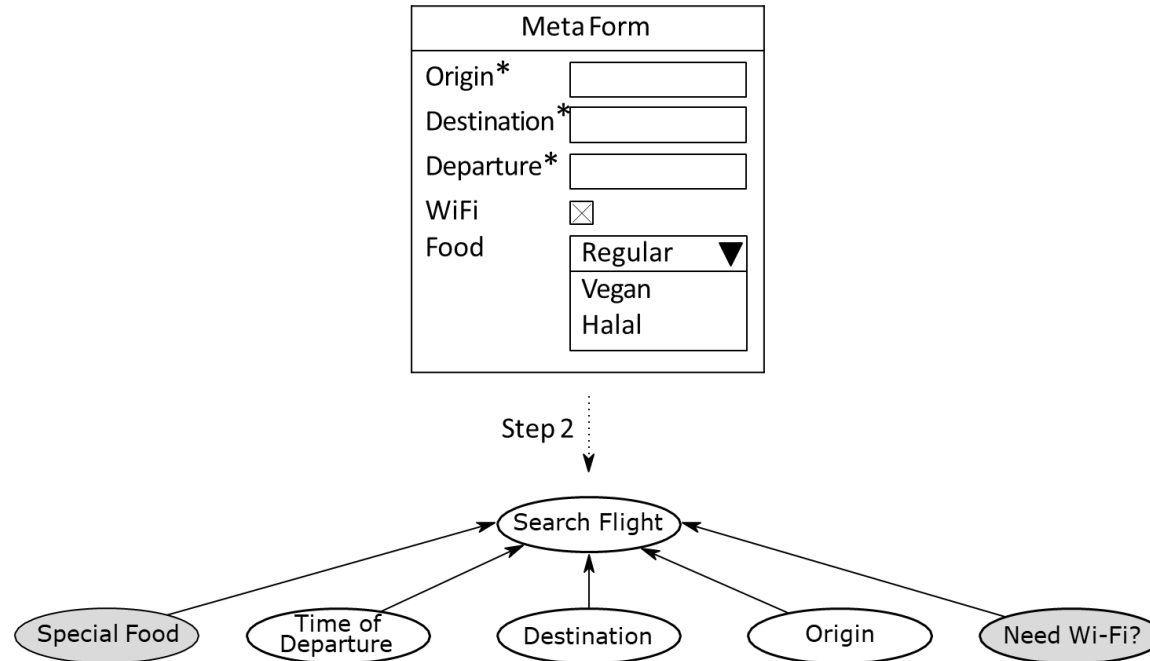 Meta Form
Origin*
Destination*
Departure*
WiFi
Food
Regular
Vegan
Halal
Step 2
Search Flight
Special Food
Time of
Departure
Destination
Origin
Need Wi-Fi?